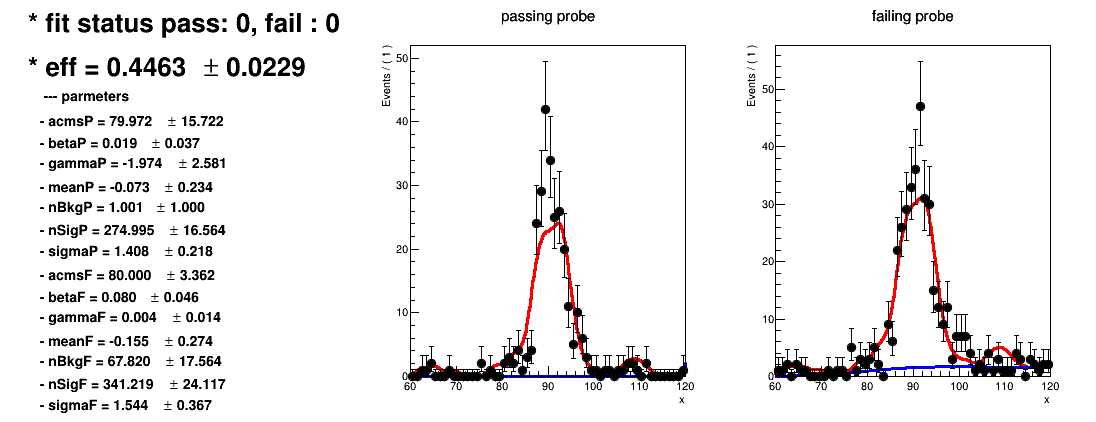 * fit status pass: 0, fail : 0
* eff = 0.4463 ± 0.0229
--- parmeters
- acmsP = 79.972 ± 15.722
- betaP = 0.019 ± 0.037
- gammaP = -1.974 ± 2.581
- meanP = -0.073 ± 0.234
- nBkgP = 1.001 ± 1.000
- nSigP = 274.995 ± 16.564
- sigmaP = 1.408 ± 0.218
- acmsF = 80.000 ± 3.362
- betaF = 0.080 ± 0.046
- gammaF = 0.004 ± 0.014
- meanF = -0.155 ± 0.274
- nBkgF = 67.820 ± 17.564
- nSigF = 341.219 ± 24.117
- sigmaF = 1.544 ± 0.367
passing probe
Events / ( 1 )
50
40
30
20
10
0
60 70 80 90 100 110 120
x
failing probe
Events / ( 1 )
50
40
30
20
10
0
60 70 80 90 100 110 120
x